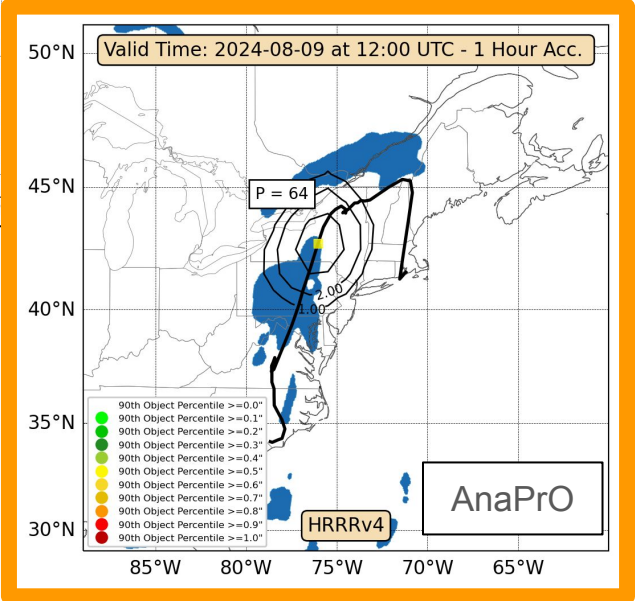 Valid Time: 2024-08-09 at 12:00 UTC - 1 Hour Acc.
50°N
45°N
40°N
35°N
30°N
P = 64
2.00
1.00
90th Object Percentile >=0.0"
90th Object Percentile >=0.1"
90th Object Percentile >=0.2"
90th Object Percentile >=0.3"
90th Object Percentile >=0.4"
90th Object Percentile >=0.5"
90th Object Percentile >=0.6"
90th Object Percentile >=0.7"
90th Object Percentile >=0.8"
90th Object Percentile >=0.9"
90th Object Percentile >=1.0"
HRRRv4
AnaPrO
85°W
80°W
75°W
70°W
65°W